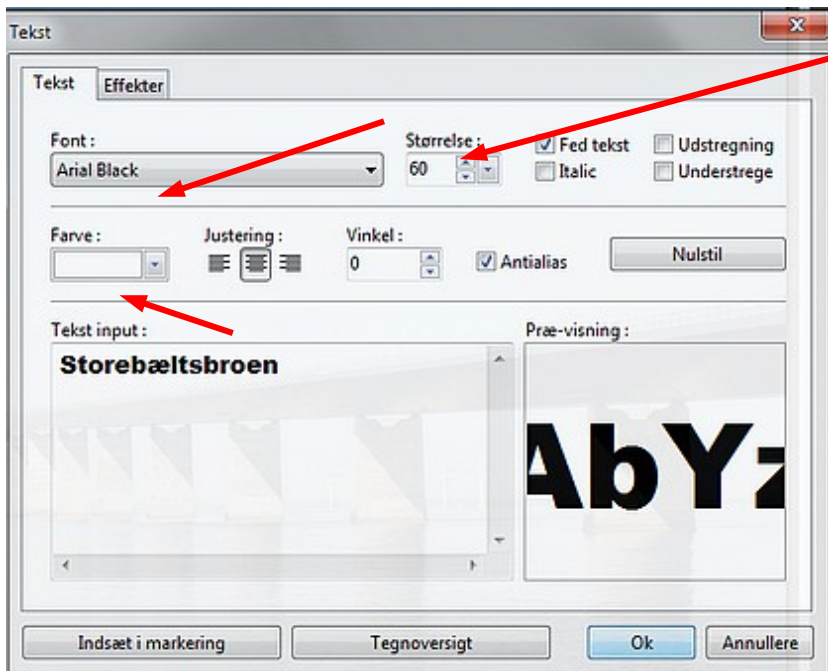 Tekst
Tekst Effekter
Font : Størrelse : Fed tekst Udstregning
Arial Black 60 Italic Understrege
Farve : Justering : Vinkel :
0 Antialias Nulstil
Tekst input : Præ-visning :
Storebæltsbroen
AbYz
Indsæt i markering Tegnoversigt Ok Annullere